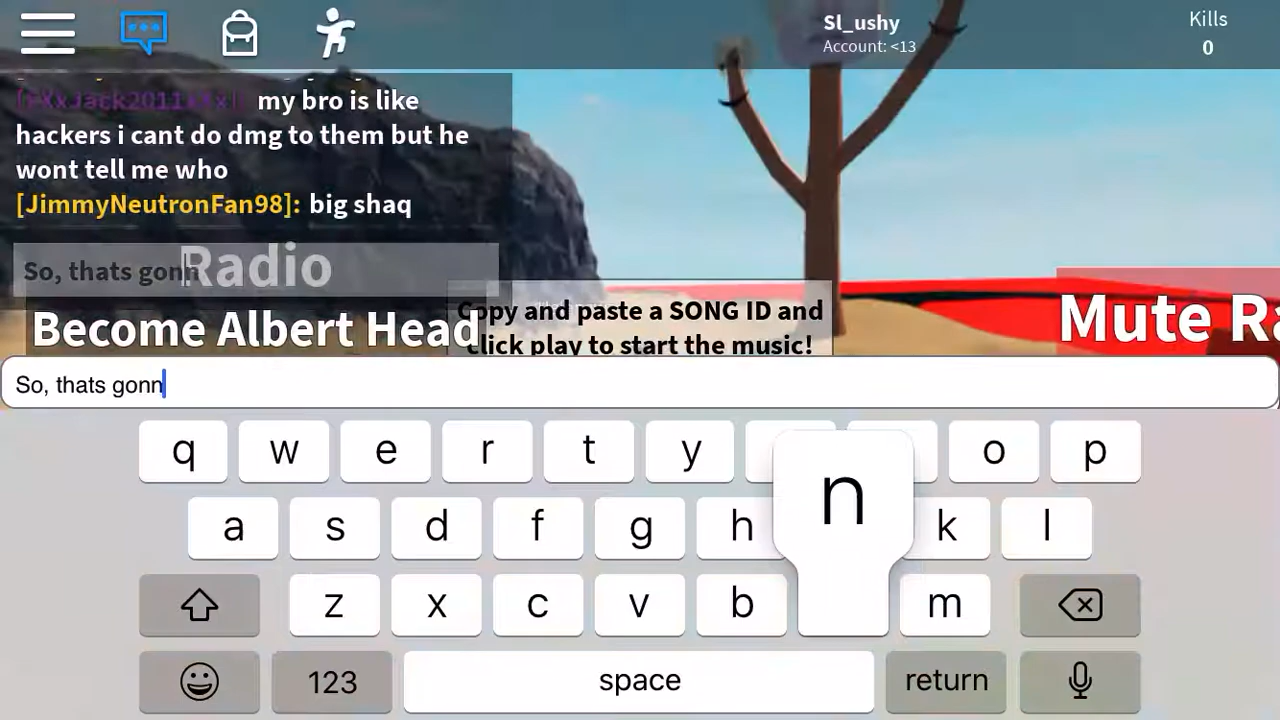 Sl_ushy
Account: <13
Kills
0
my bro is like
hackers i cant do dmg to them but he
wont tell me who
[JimmyNeutronFan98]: big shaq
So, thats gonn
Radio
Become Albert Head
Copy and paste a SONG ID and
click play to start the music!
Mute Ra
So, thats gonn
q w e r t y o p
a s d f g h k l
z x c v b n m
123 space return